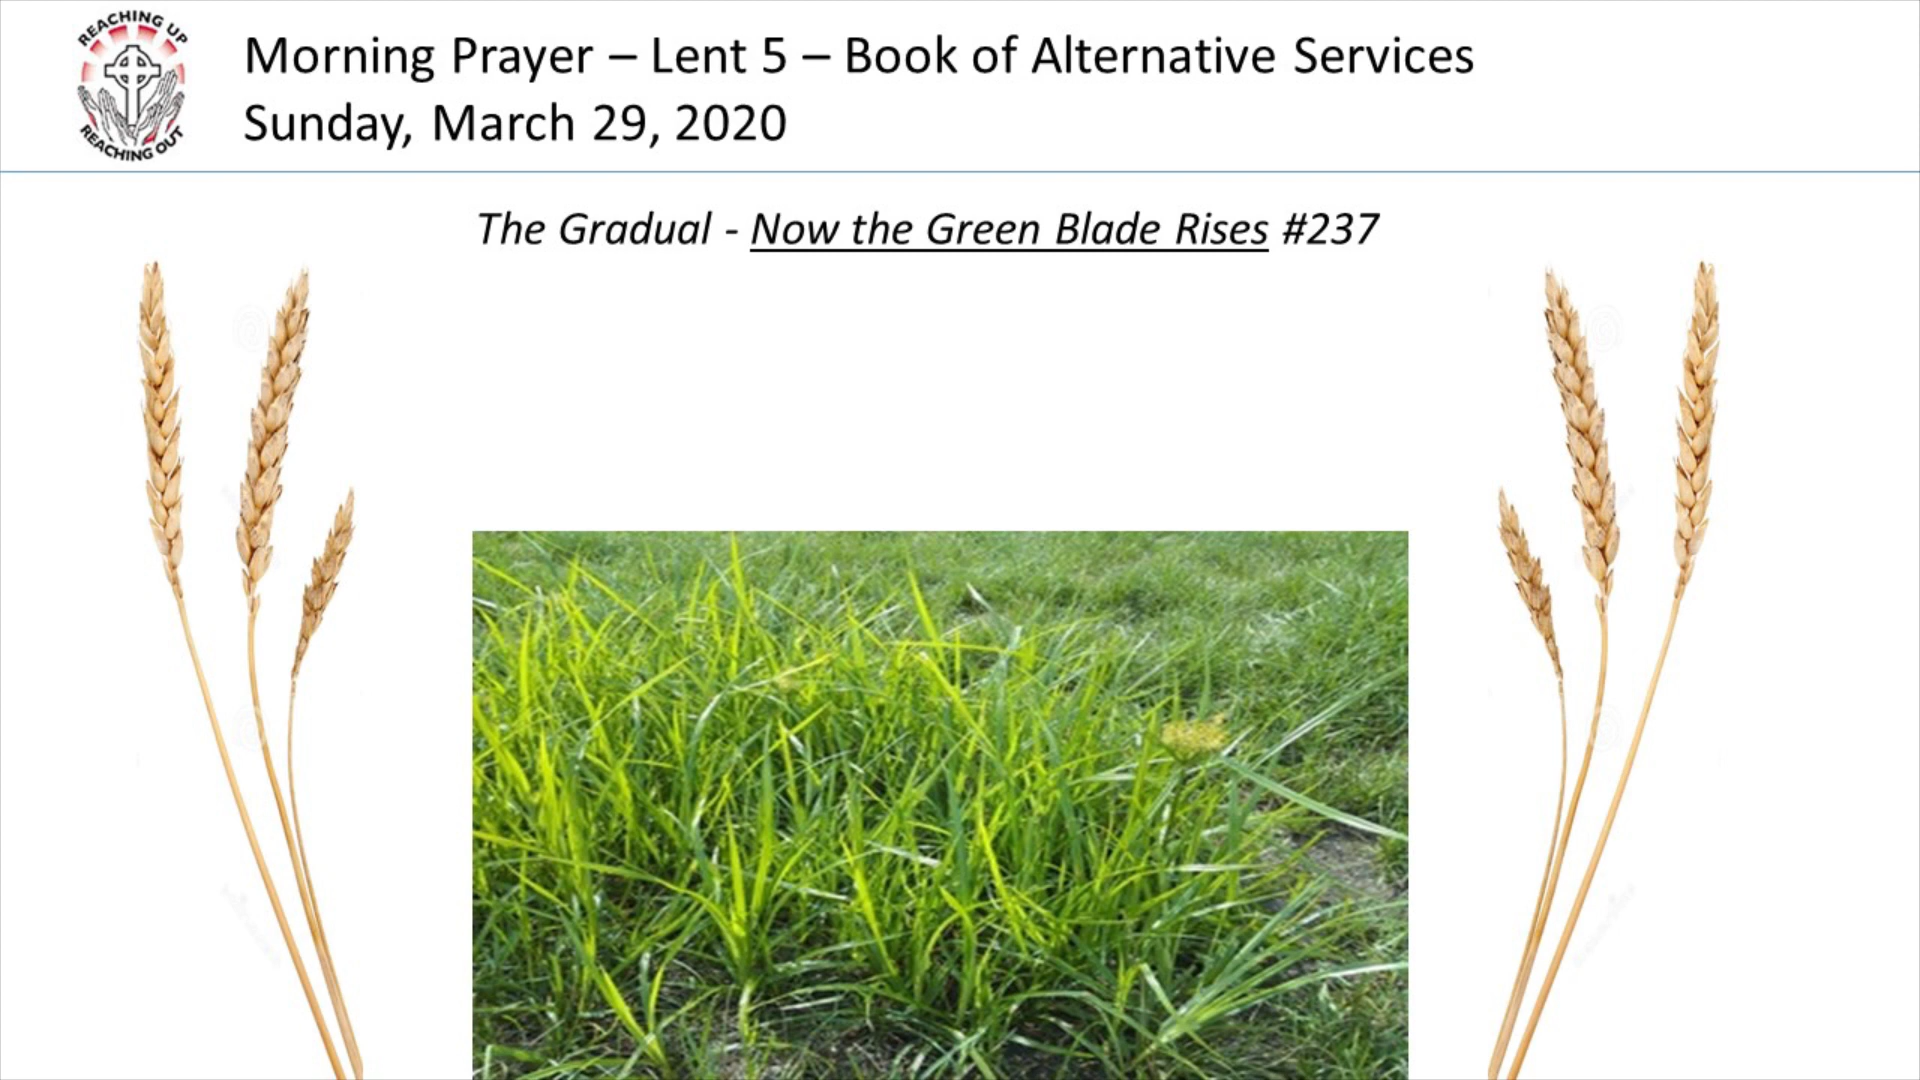 REACHING UP
REACHING OUT
Morning Prayer – Lent 5 – Book of Alternative Services
Sunday, March 29, 2020
The Gradual - Now the Green Blade Rises #237